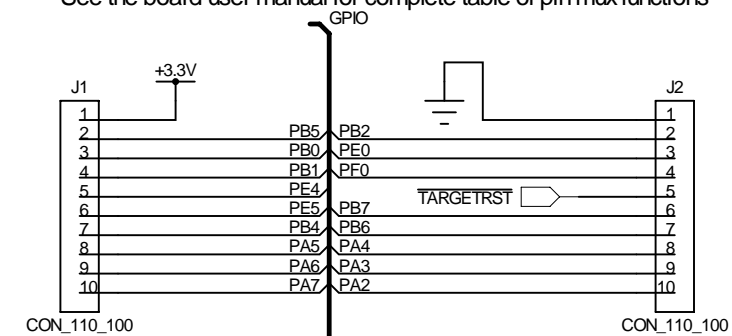 See the board user manual for complete table of pin mux functions
GPIO
J1
+3.3V
J2
1
1
2 PB5 PB2 2
3 PB0 PE0 3
4 PB1 PF0 4
5 PE4 TARGETRST 5
6 PE5 PB7 6
7 PB4 PB6 7
8 PA5 PA4 8
9 PA6 PA3 9
10 PA7 PA2 10
CON_110_100
CON_110_100